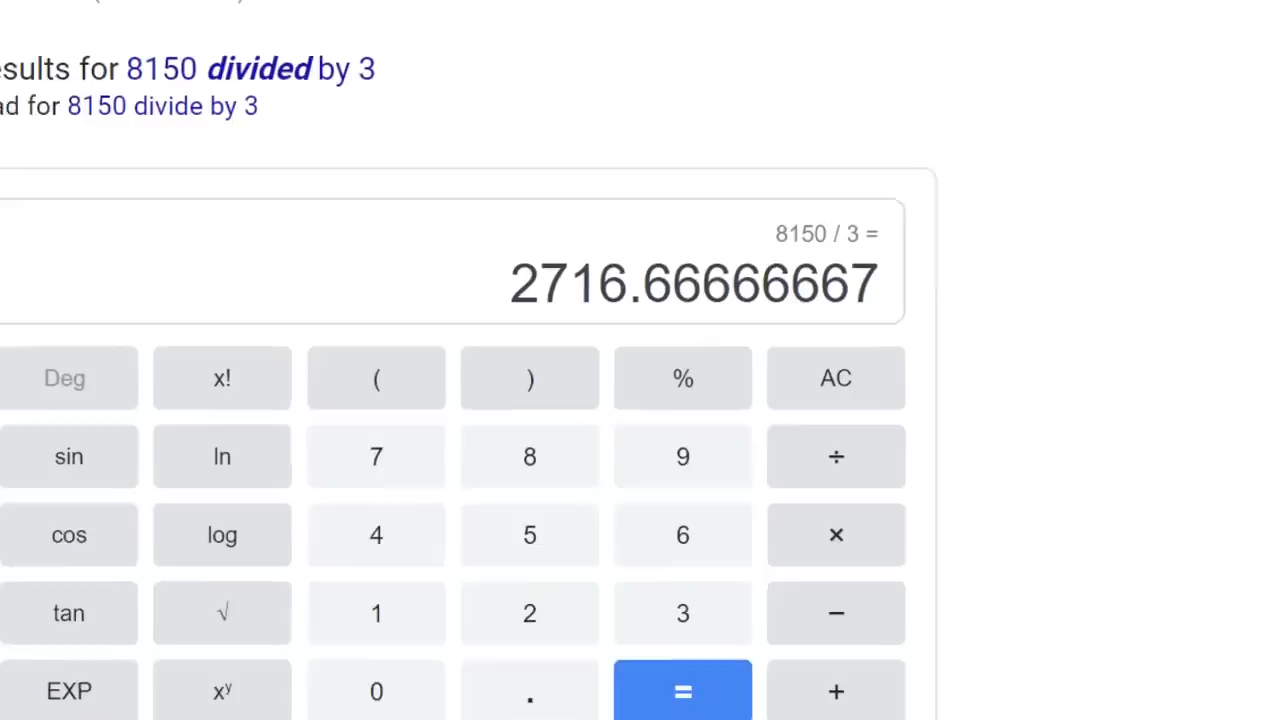 esults for 8150 divided by 3
ad for 8150 divide by 3
8150 / 3 =
2716.66666667
Deg x! ( ) % AC
sin ln 7 8 9 ÷
cos log 4 5 6 ×
tan √ 1 2 3 −
EXP xʸ 0 . = +